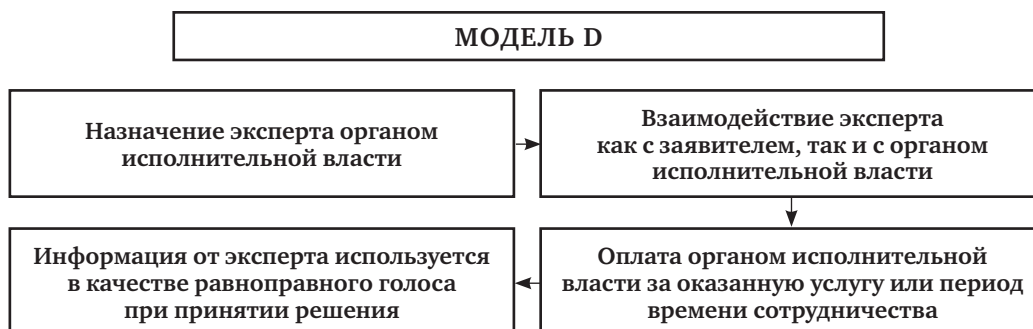 МОДЕЛЬ D
Назначение эксперта органом
исполнительной власти
Взаимодействие эксперта
как с заявителем, так и с органом
исполнительной власти
Оплата органом исполнительной
власти за оказанную услугу или период
времени сотрудничества
Информация от эксперта используется
в качестве равноправного голоса
при принятии решения